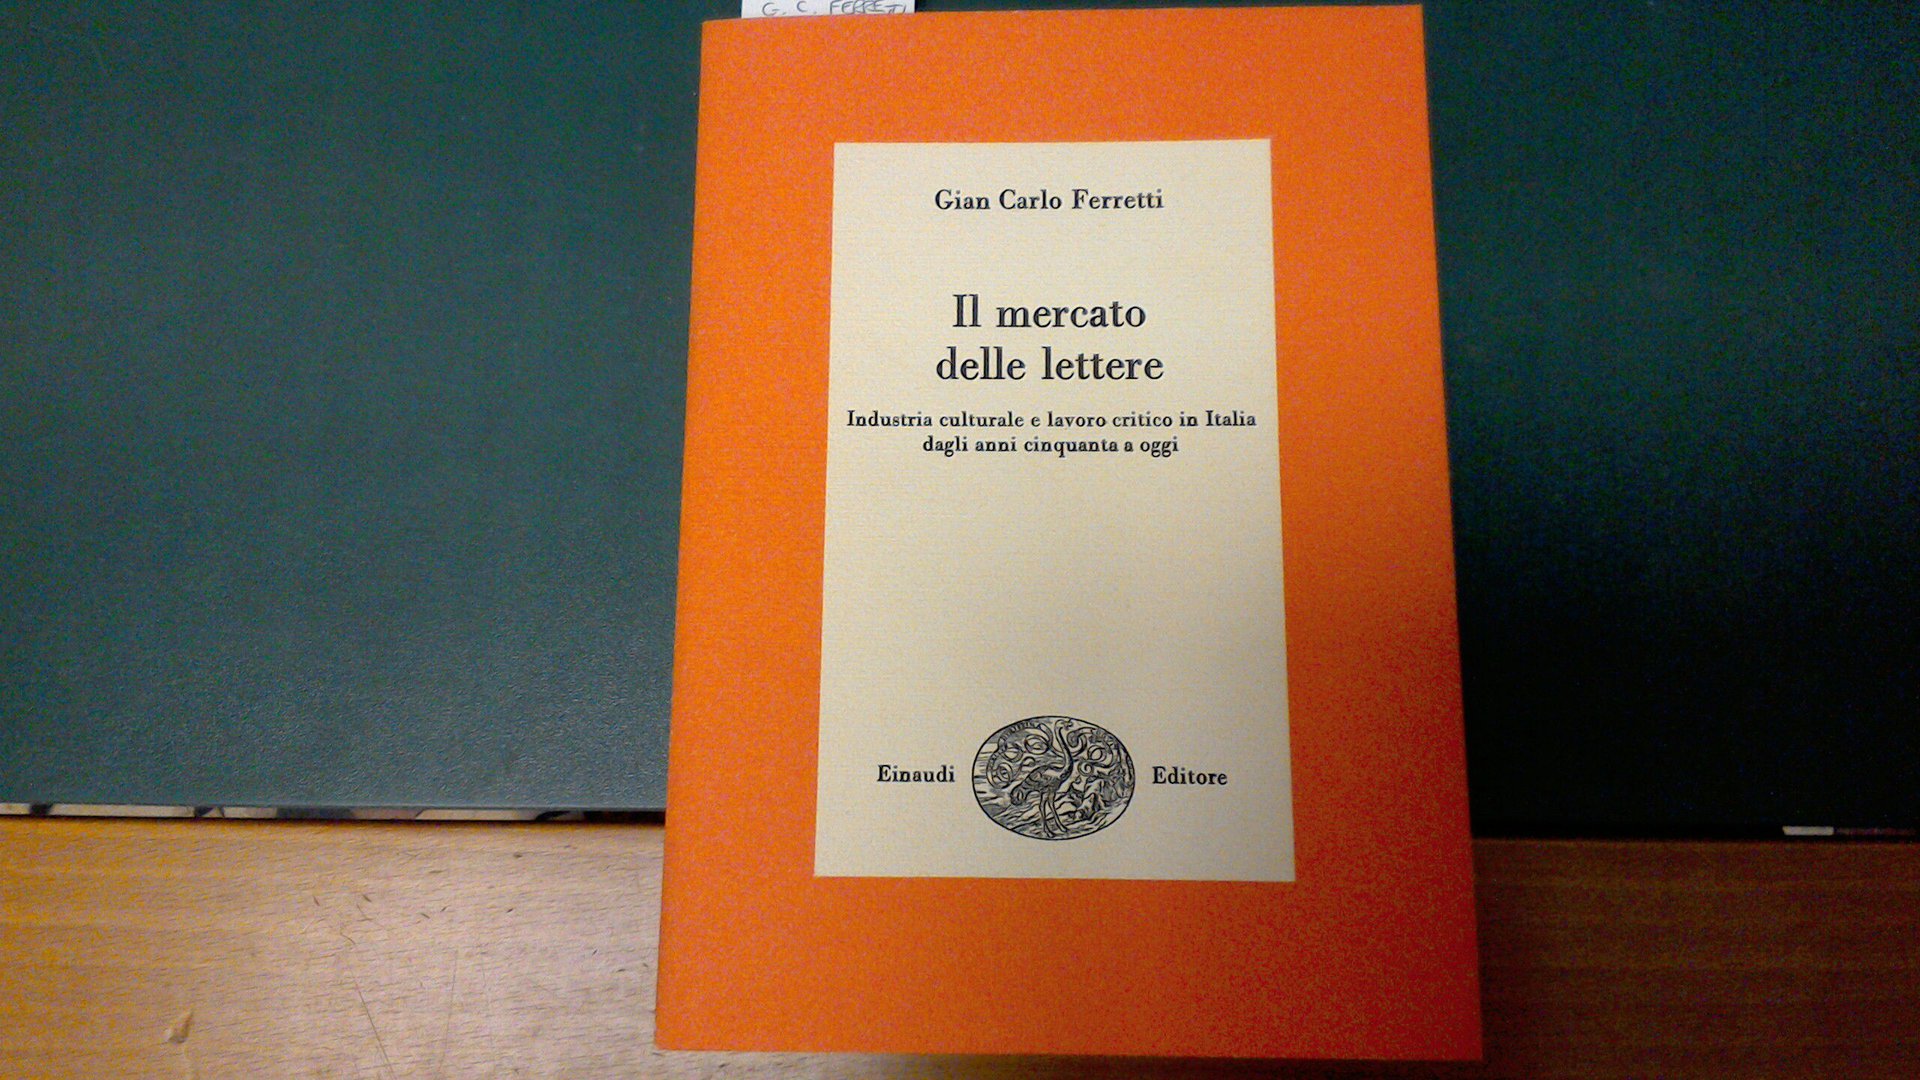 G. C. FERRETTI
Gian Carlo Ferretti
Il mercato
delle lettere
Industria culturale e lavoro critico in Italia
dagli anni cinquanta a oggi
Einaudi Editore